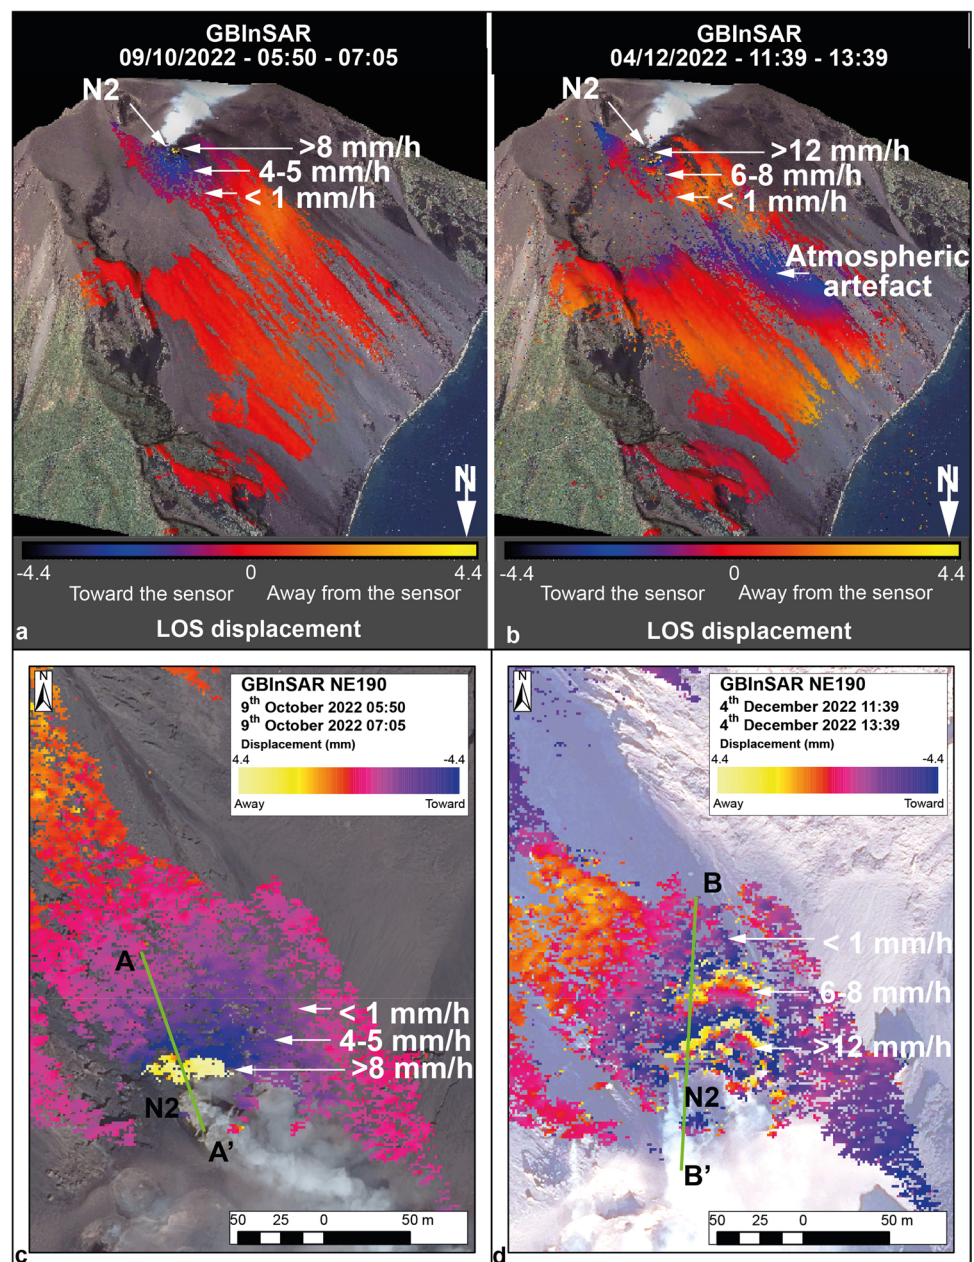 GBInSAR
09/10/2022 - 05:50 - 07:05
N2
>8 mm/h
4-5 mm/h
< 1 mm/h
N
-4.4 0 4.4
Toward the sensor Away from the sensor
LOS displacement
a
GBInSAR
04/12/2022 - 11:39 - 13:39
N2
>12 mm/h
6-8 mm/h
< 1 mm/h
Atmospheric
artefact
N
-4.4 0 4.4
Toward the sensor Away from the sensor
LOS displacement
b
N
GBInSAR NE190
9th October 2022 05:50
9th October 2022 07:05
Displacement (mm)
4.4 -4.4
Away Toward
A
< 1 mm/h
4-5 mm/h
>8 mm/h
N2
A'
50 25 0 50 m
c
N
GBInSAR NE190
4th December 2022 11:39
4th December 2022 13:39
Displacement (mm)
4.4 -4.4
Away Toward
B
< 1 mm/h
6-8 mm/h
>12 mm/h
N2
B'
50 25 0 50 m
d